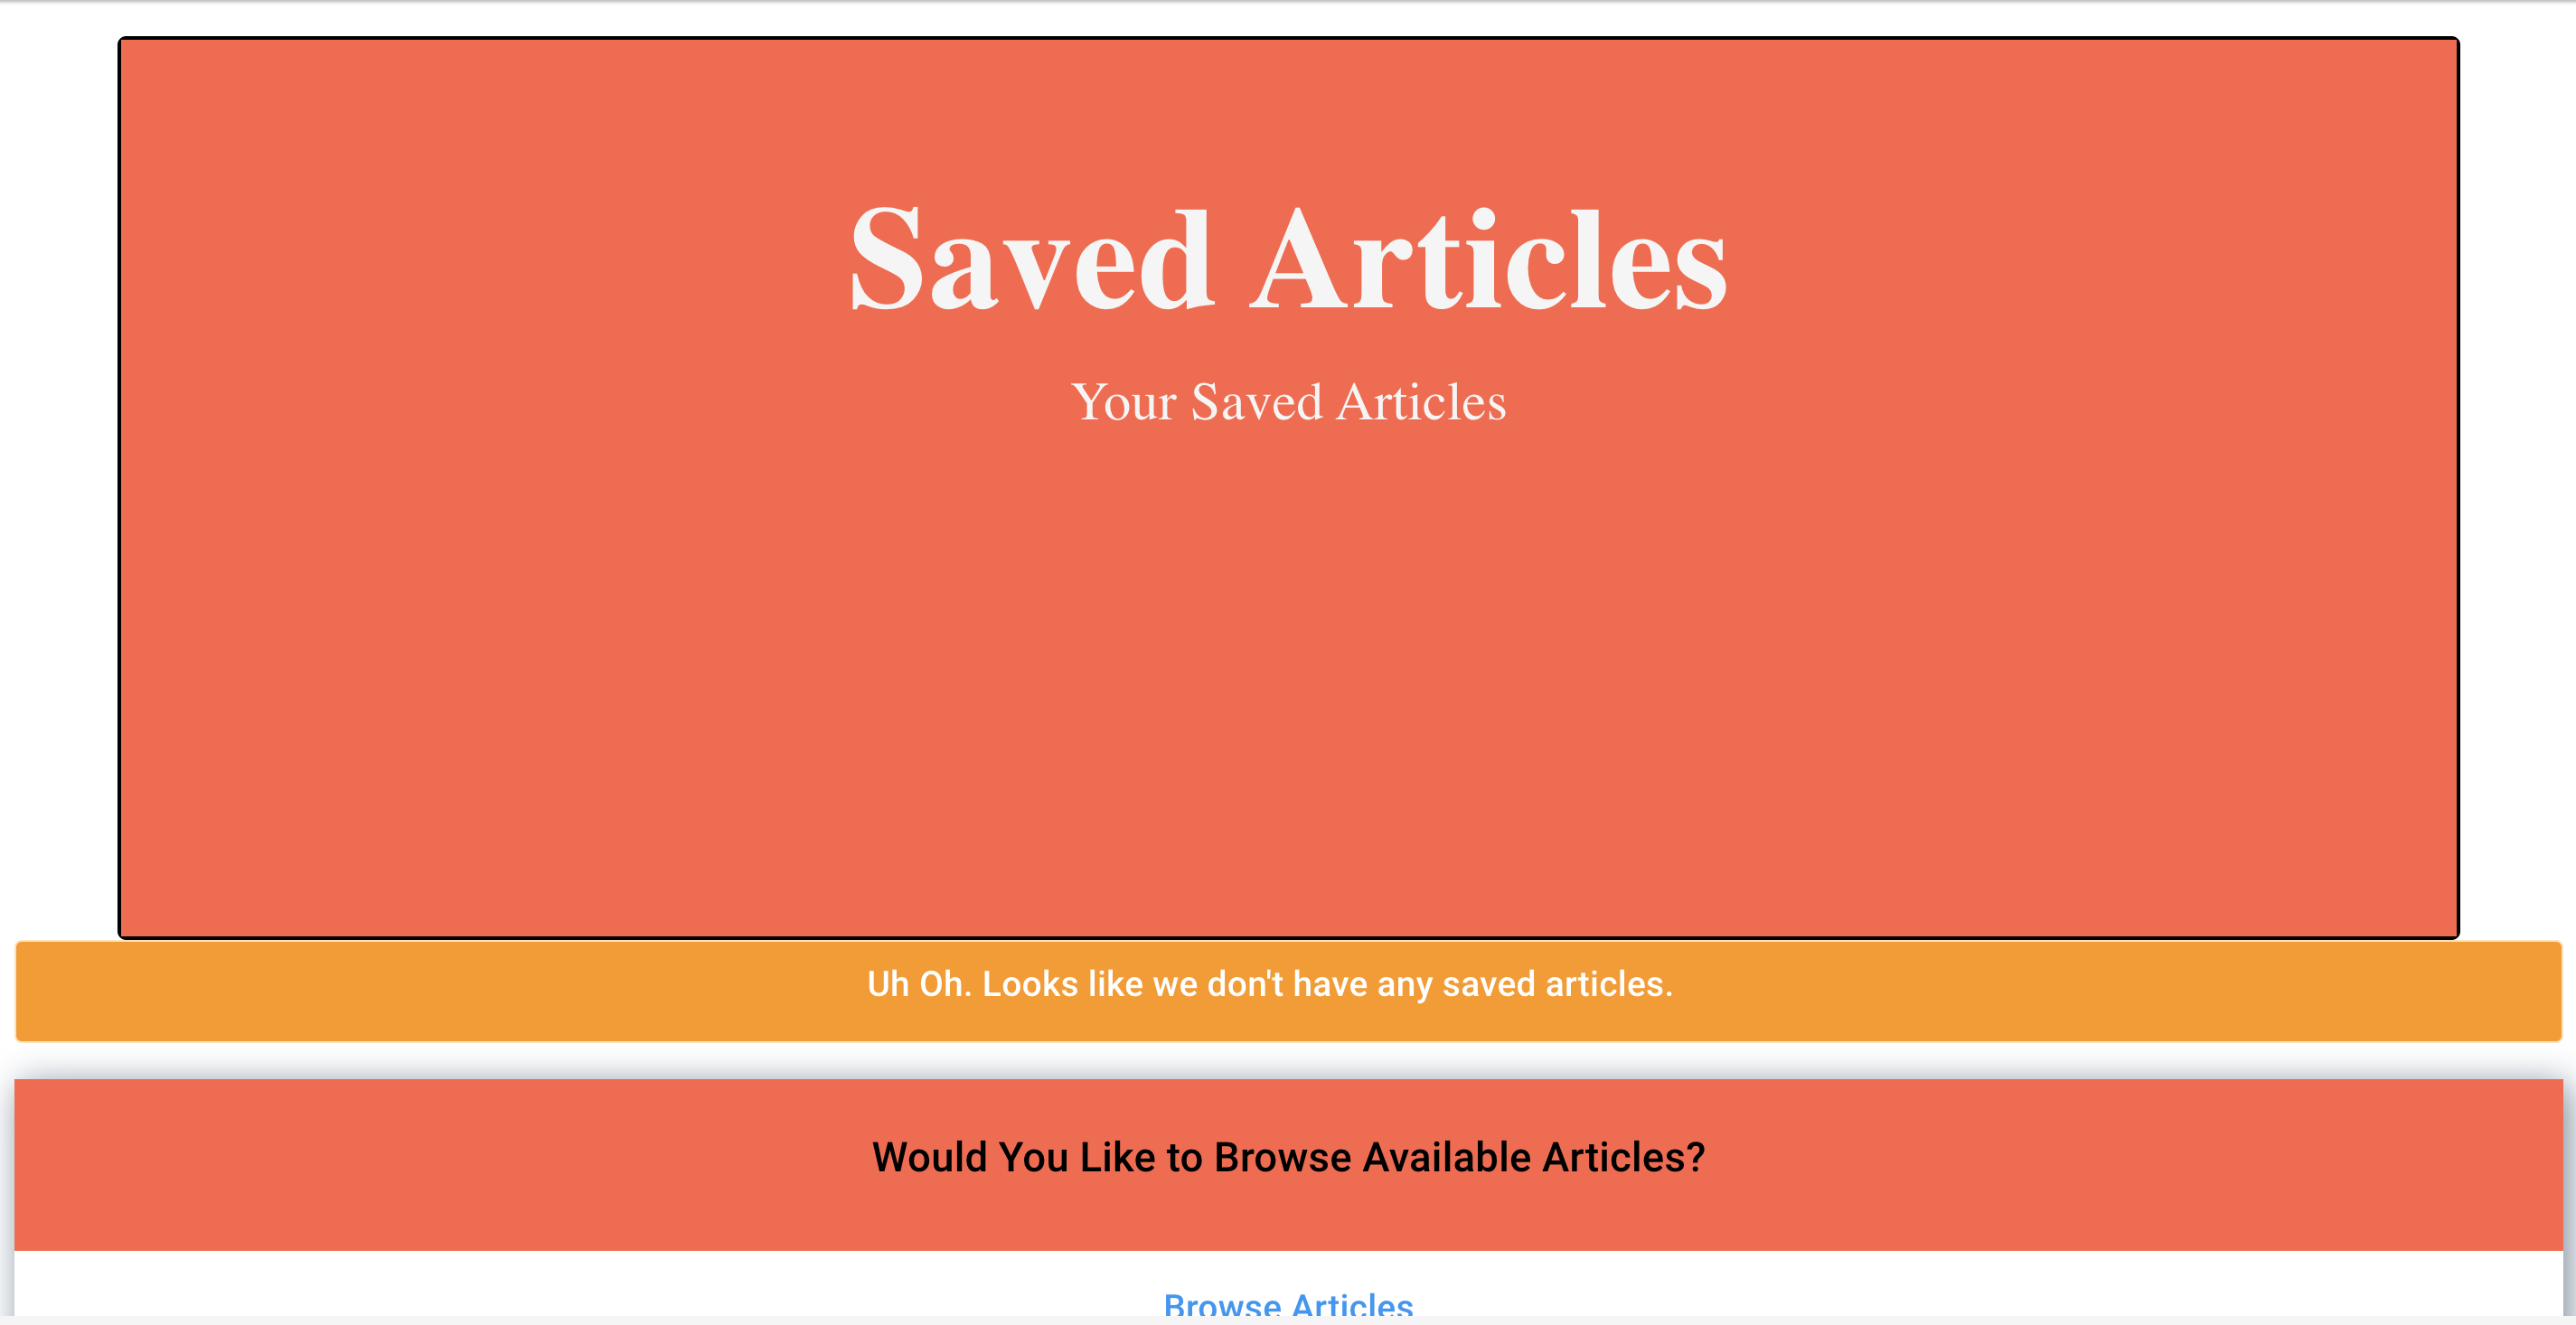 Saved Articles
Your Saved Articles
Uh Oh. Looks like we don't have any saved articles.
Would You Like to Browse Available Articles?
Browse Articles